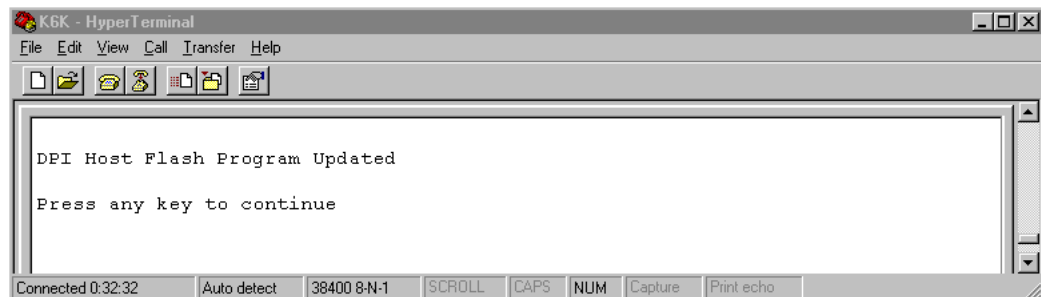 K6K - HyperTerminal
File Edit View Call Transfer Help
DPI Host Flash Program Updated
Press any key to continue
Connected 0:32:32 Auto detect 38400 8-N-1 SCROLL CAPS NUM Capture Print echo